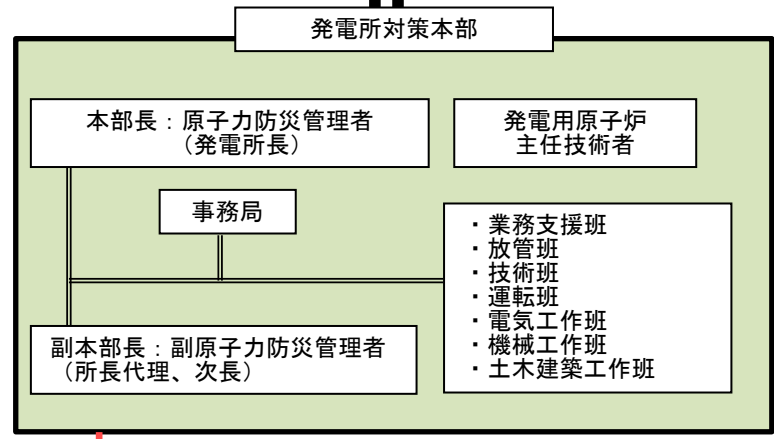 発電所対策本部
本部長：原子力防災管理者
（発電所長）
発電用原子炉
主任技術者
事務局
・業務支援班
・放管班
・技術班
・運転班
・電気工作班
・機械工作班
・土木建築工作班
副本部長：副原子力防災管理者
（所長代理、次長）